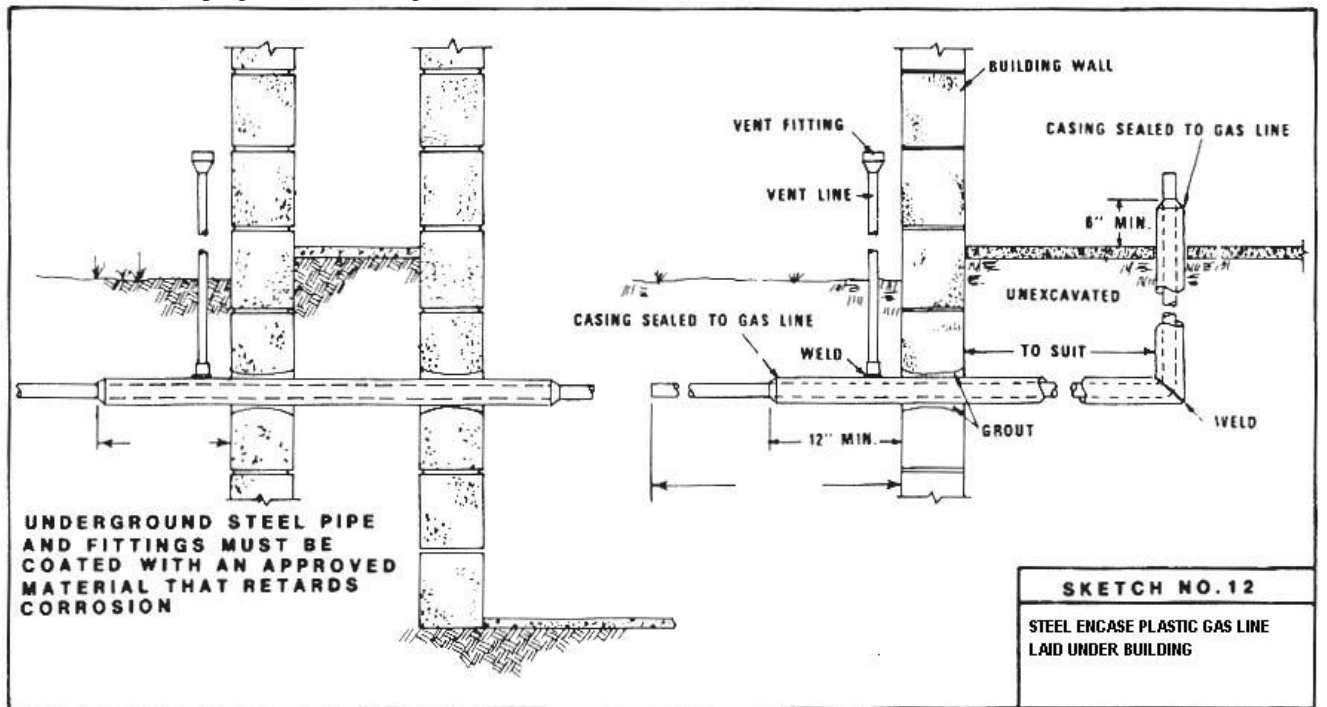 BUILDING WALL
VENT FITTING
CASING SEALED TO GAS LINE
VENT LINE
6" MIN.
UNEXCAVATED
CASING SEALED TO GAS LINE
WELD
TO SUIT
WELD
GROUT
12" MIN.
UNDERGROUND STEEL PIPE
AND FITTINGS MUST BE
COATED WITH AN APPROVED
MATERIAL THAT RETARDS
CORROSION
SKETCH NO.12
STEEL ENCASE PLASTIC GAS LINE
LAID UNDER BUILDING